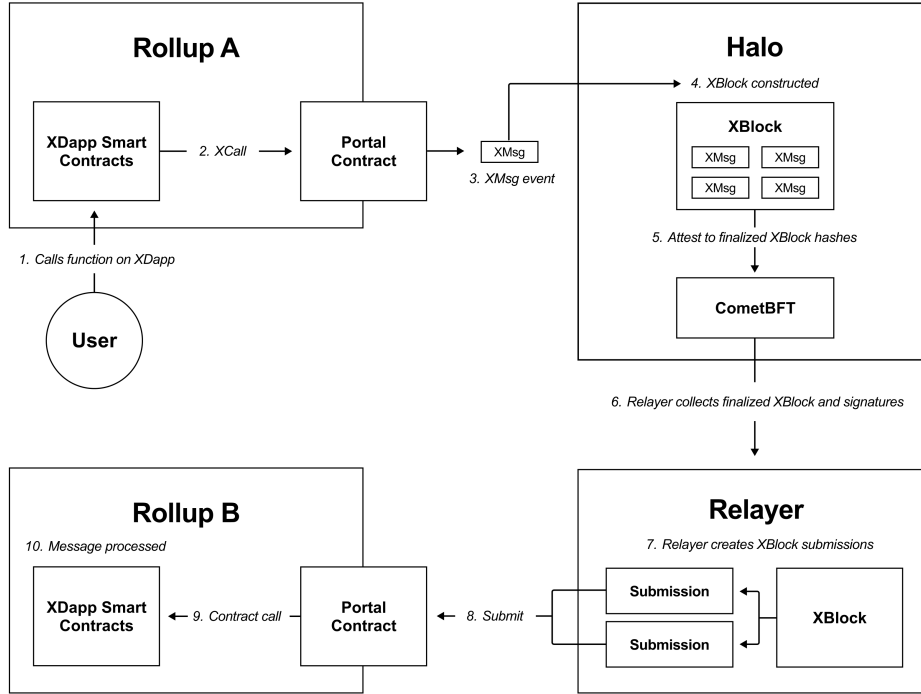 Rollup A
Halo
4. XBlock constructed
XDapp Smart
Contracts
2. XCall
Portal
Contract
XMsg
3. XMsg event
XBlock
XMsg
XMsg
XMsg
XMsg
5. Attest to finalized XBlock hashes
1. Calls function on XDapp
CometBFT
User
6. Relayer collects finalized XBlock and signatures
Rollup B
Relayer
10. Message processed
7. Relayer creates XBlock submissions
XDapp Smart
Contracts
9. Contract call
Portal
Contract
8. Submit
Submission
Submission
XBlock